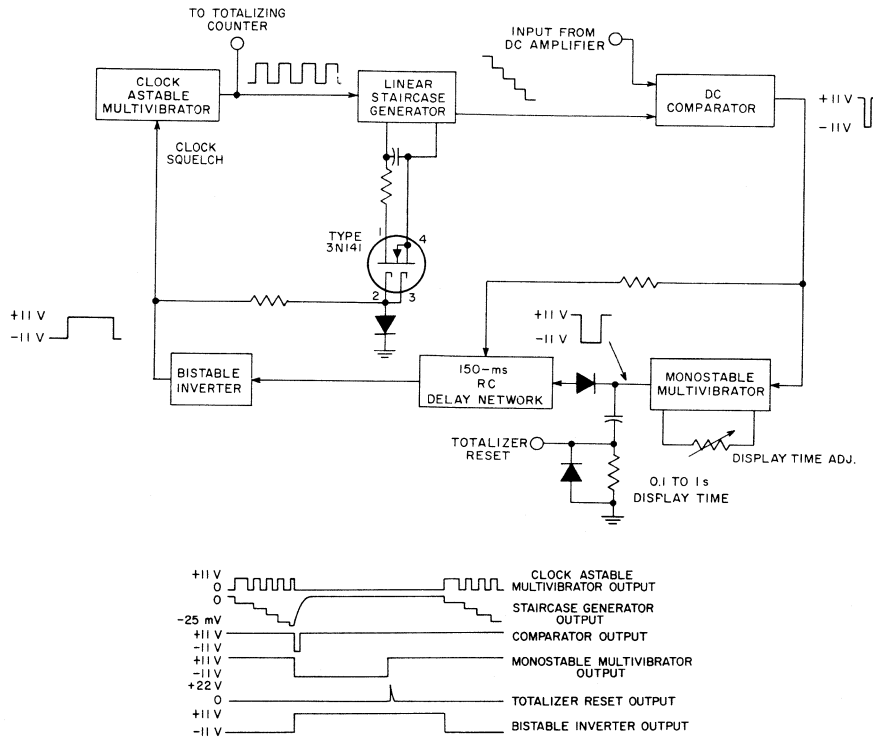 TO TOTALIZING
COUNTER
INPUT FROM
DC AMPLIFIER
CLOCK
ASTABLE
MULTIVIBRATOR
LINEAR
STAIRCASE
GENERATOR
DC
COMPARATOR
+11 V
-11 V
CLOCK
SQUELCH
TYPE
3N141
1
4
2
3
+11 V
-11 V
+11 V
-11 V
BISTABLE
INVERTER
150-ms
RC
DELAY NETWORK
MONOSTABLE
MULTIVIBRATOR
TOTALIZER
RESET
DISPLAY TIME ADJ.
0.1 TO 1s
DISPLAY TIME
+11 V
0
CLOCK ASTABLE
MULTIVIBRATOR OUTPUT
0
-25 mV
STAIRCASE GENERATOR
OUTPUT
+11 V
-11 V
COMPARATOR OUTPUT
+11 V
-11 V
MONOSTABLE MULTIVIBRATOR
OUTPUT
+22 V
0
TOTALIZER RESET OUTPUT
+11 V
-11 V
BISTABLE INVERTER OUTPUT